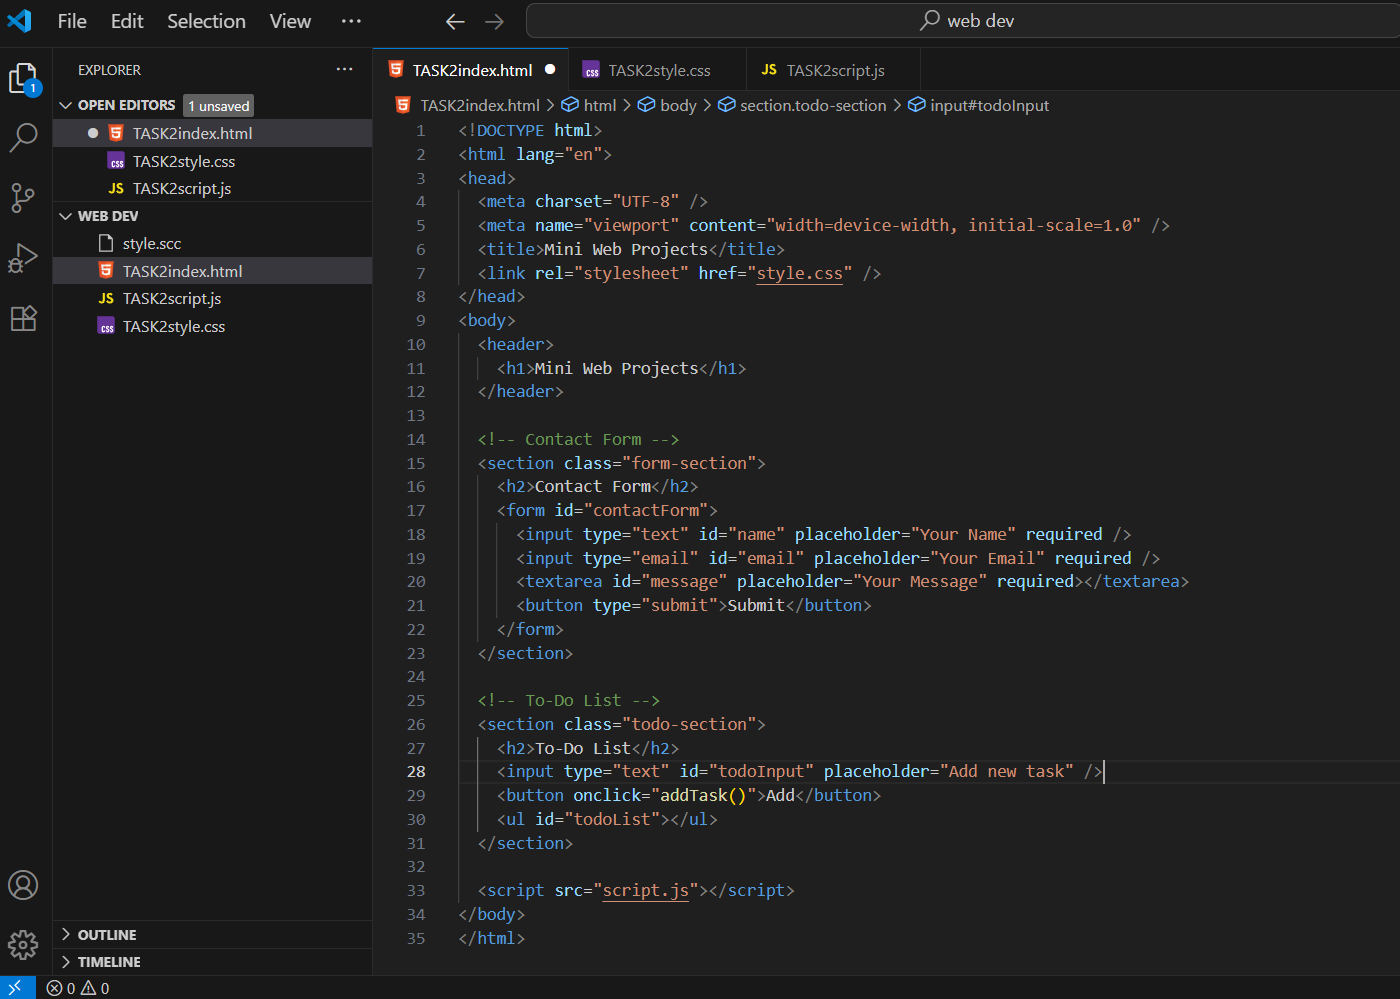 File Edit Selection View ··· web dev
EXPLORER ···
OPEN EDITORS 1 unsaved
TASK2index.html
TASK2style.css
TASK2script.js
WEB DEV
style.scc
TASK2index.html
TASK2script.js
TASK2style.css
OUTLINE
TIMELINE
1
TASK2index.html TASK2style.css TASK2script.js
TASK2index.html > html > body > section.todo-section > input#todoInput
1 <!DOCTYPE html>
2 <html lang="en">
3 <head>
4 <meta charset="UTF-8" />
5 <meta name="viewport" content="width=device-width, initial-scale=1.0" />
6 <title>Mini Web Projects</title>
7 <link rel="stylesheet" href="style.css" />
8 </head>
9 <body>
10 <header>
11 <h1>Mini Web Projects</h1>
12 </header>
13
14 <!-- Contact Form -->
15 <section class="form-section">
16 <h2>Contact Form</h2>
17 <form id="contactForm">
18 <input type="text" id="name" placeholder="Your Name" required />
19 <input type="email" id="email" placeholder="Your Email" required />
20 <textarea id="message" placeholder="Your Message" required></textarea>
21 <button type="submit">Submit</button>
22 </form>
23 </section>
24
25 <!-- To-Do List -->
26 <section class="todo-section">
27 <h2>To-Do List</h2>
28 <input type="text" id="todoInput" placeholder="Add new task" />
29 <button onclick="addTask()">Add</button>
30 <ul id="todoList"></ul>
31 </section>
32
33 <script src="script.js"></script>
34 </body>
35 </html>
0 0